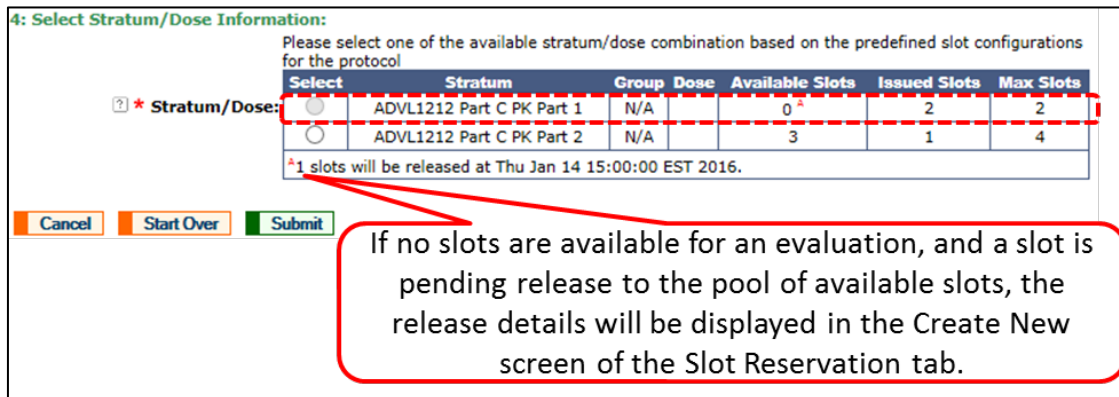 4: Select Stratum/Dose Information:
Please select one of the available stratum/dose combination based on the predefined slot configurations
for the protocol
Select Stratum Group Dose Available Slots Issued Slots Max Slots
? * Stratum/Dose: ADVL1212 Part C PK Part 1 N/A 0 A 2 2
ADVL1212 Part C PK Part 2 N/A 3 1 4
A1 slots will be released at Thu Jan 14 15:00:00 EST 2016.
Cancel Start Over Submit
If no slots are available for an evaluation, and a slot is
pending release to the pool of available slots, the
release details will be displayed in the Create New
screen of the Slot Reservation tab.